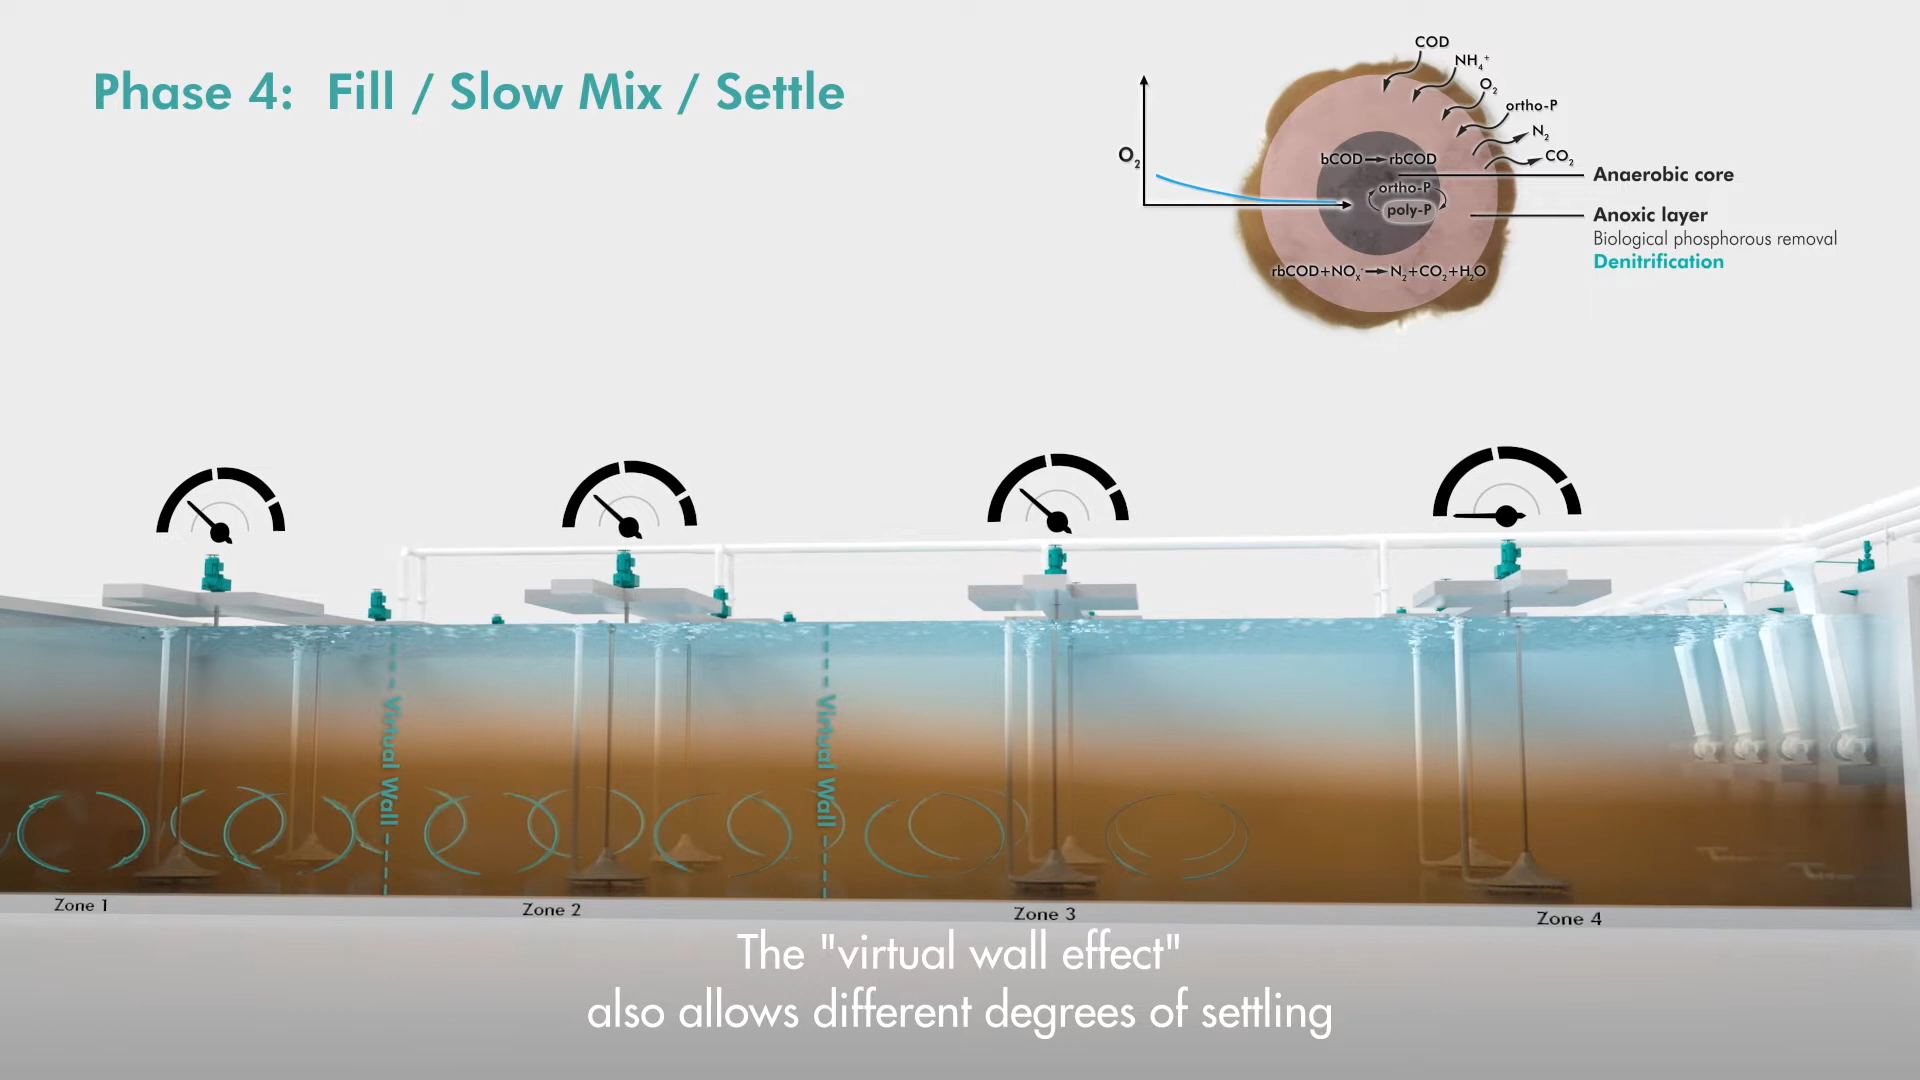 Phase 4: Fill / Slow Mix / Settle
COD
NH₄⁺
O₂
ortho-P
N₂
CO₂
O₂
bCOD → rbCOD
ortho-P
poly-P
rbCOD+NOₓ⁻ → N₂+CO₂+H₂O
Anaerobic core
Anoxic layer
Biological phosphorous removal
Denitrification
Virtual Wall
Virtual Wall
Zone 1
Zone 2
Zone 3
Zone 4
The "virtual wall effect"
also allows different degrees of settling